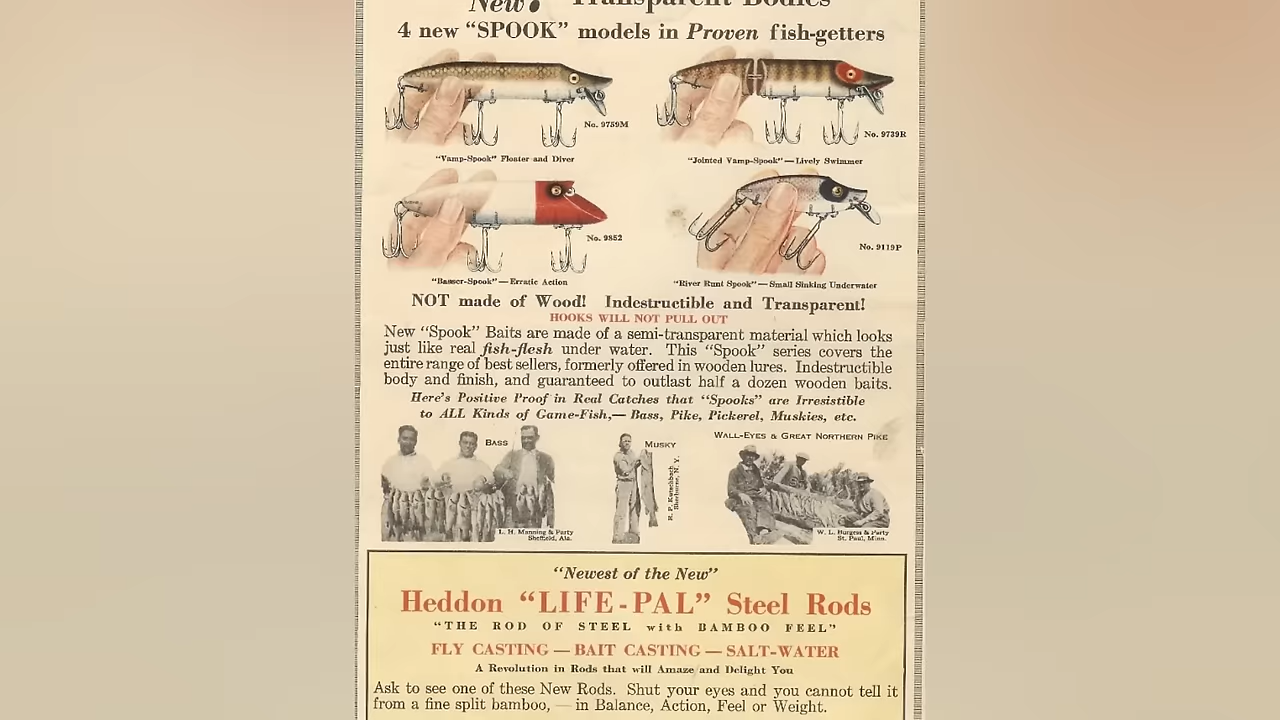 New! Transparent Bodies
4 new “SPOOK” models in Proven fish-getters
No. 9759M
No. 9739R
“Vamp-Spook” Floater and Diver
“Jointed Vamp-Spook”—Lively Swimmer
No. 9852
No. 9119P
“Basser-Spook”—Erratic Action
“River Runt Spook”—Small Sinking Underwater
NOT made of Wood! Indestructible and Transparent!
HOOKS WILL NOT PULL OUT
New “Spook” Baits are made of a semi-transparent material which looks
just like real fish-flesh under water. This “Spook” series covers the
entire range of best sellers, formerly offered in wooden lures. Indestructible
body and finish, and guaranteed to outlast half a dozen wooden baits.
Here's Positive Proof in Real Catches that “Spooks” are Irresistible
to ALL Kinds of Game-Fish,— Bass, Pike, Pickerel, Muskies, etc.
BASS
MUSKY
WALL-EYES & GREAT NORTHERN PIKE
L. H. Manning & Party
Sheffield, Ala.
R. F.
Sherburne, N. Y.
W. L. Burgess & Party
St. Paul, Minn.
“Newest of the New”
Heddon “LIFE-PAL” Steel Rods
“THE ROD OF STEEL with BAMBOO FEEL”
FLY CASTING — BAIT CASTING — SALT-WATER
A Revolution in Rods that will Amaze and Delight You
Ask to see one of these New Rods. Shut your eyes and you cannot tell it
from a fine split bamboo, — in Balance, Action, Feel or Weight.